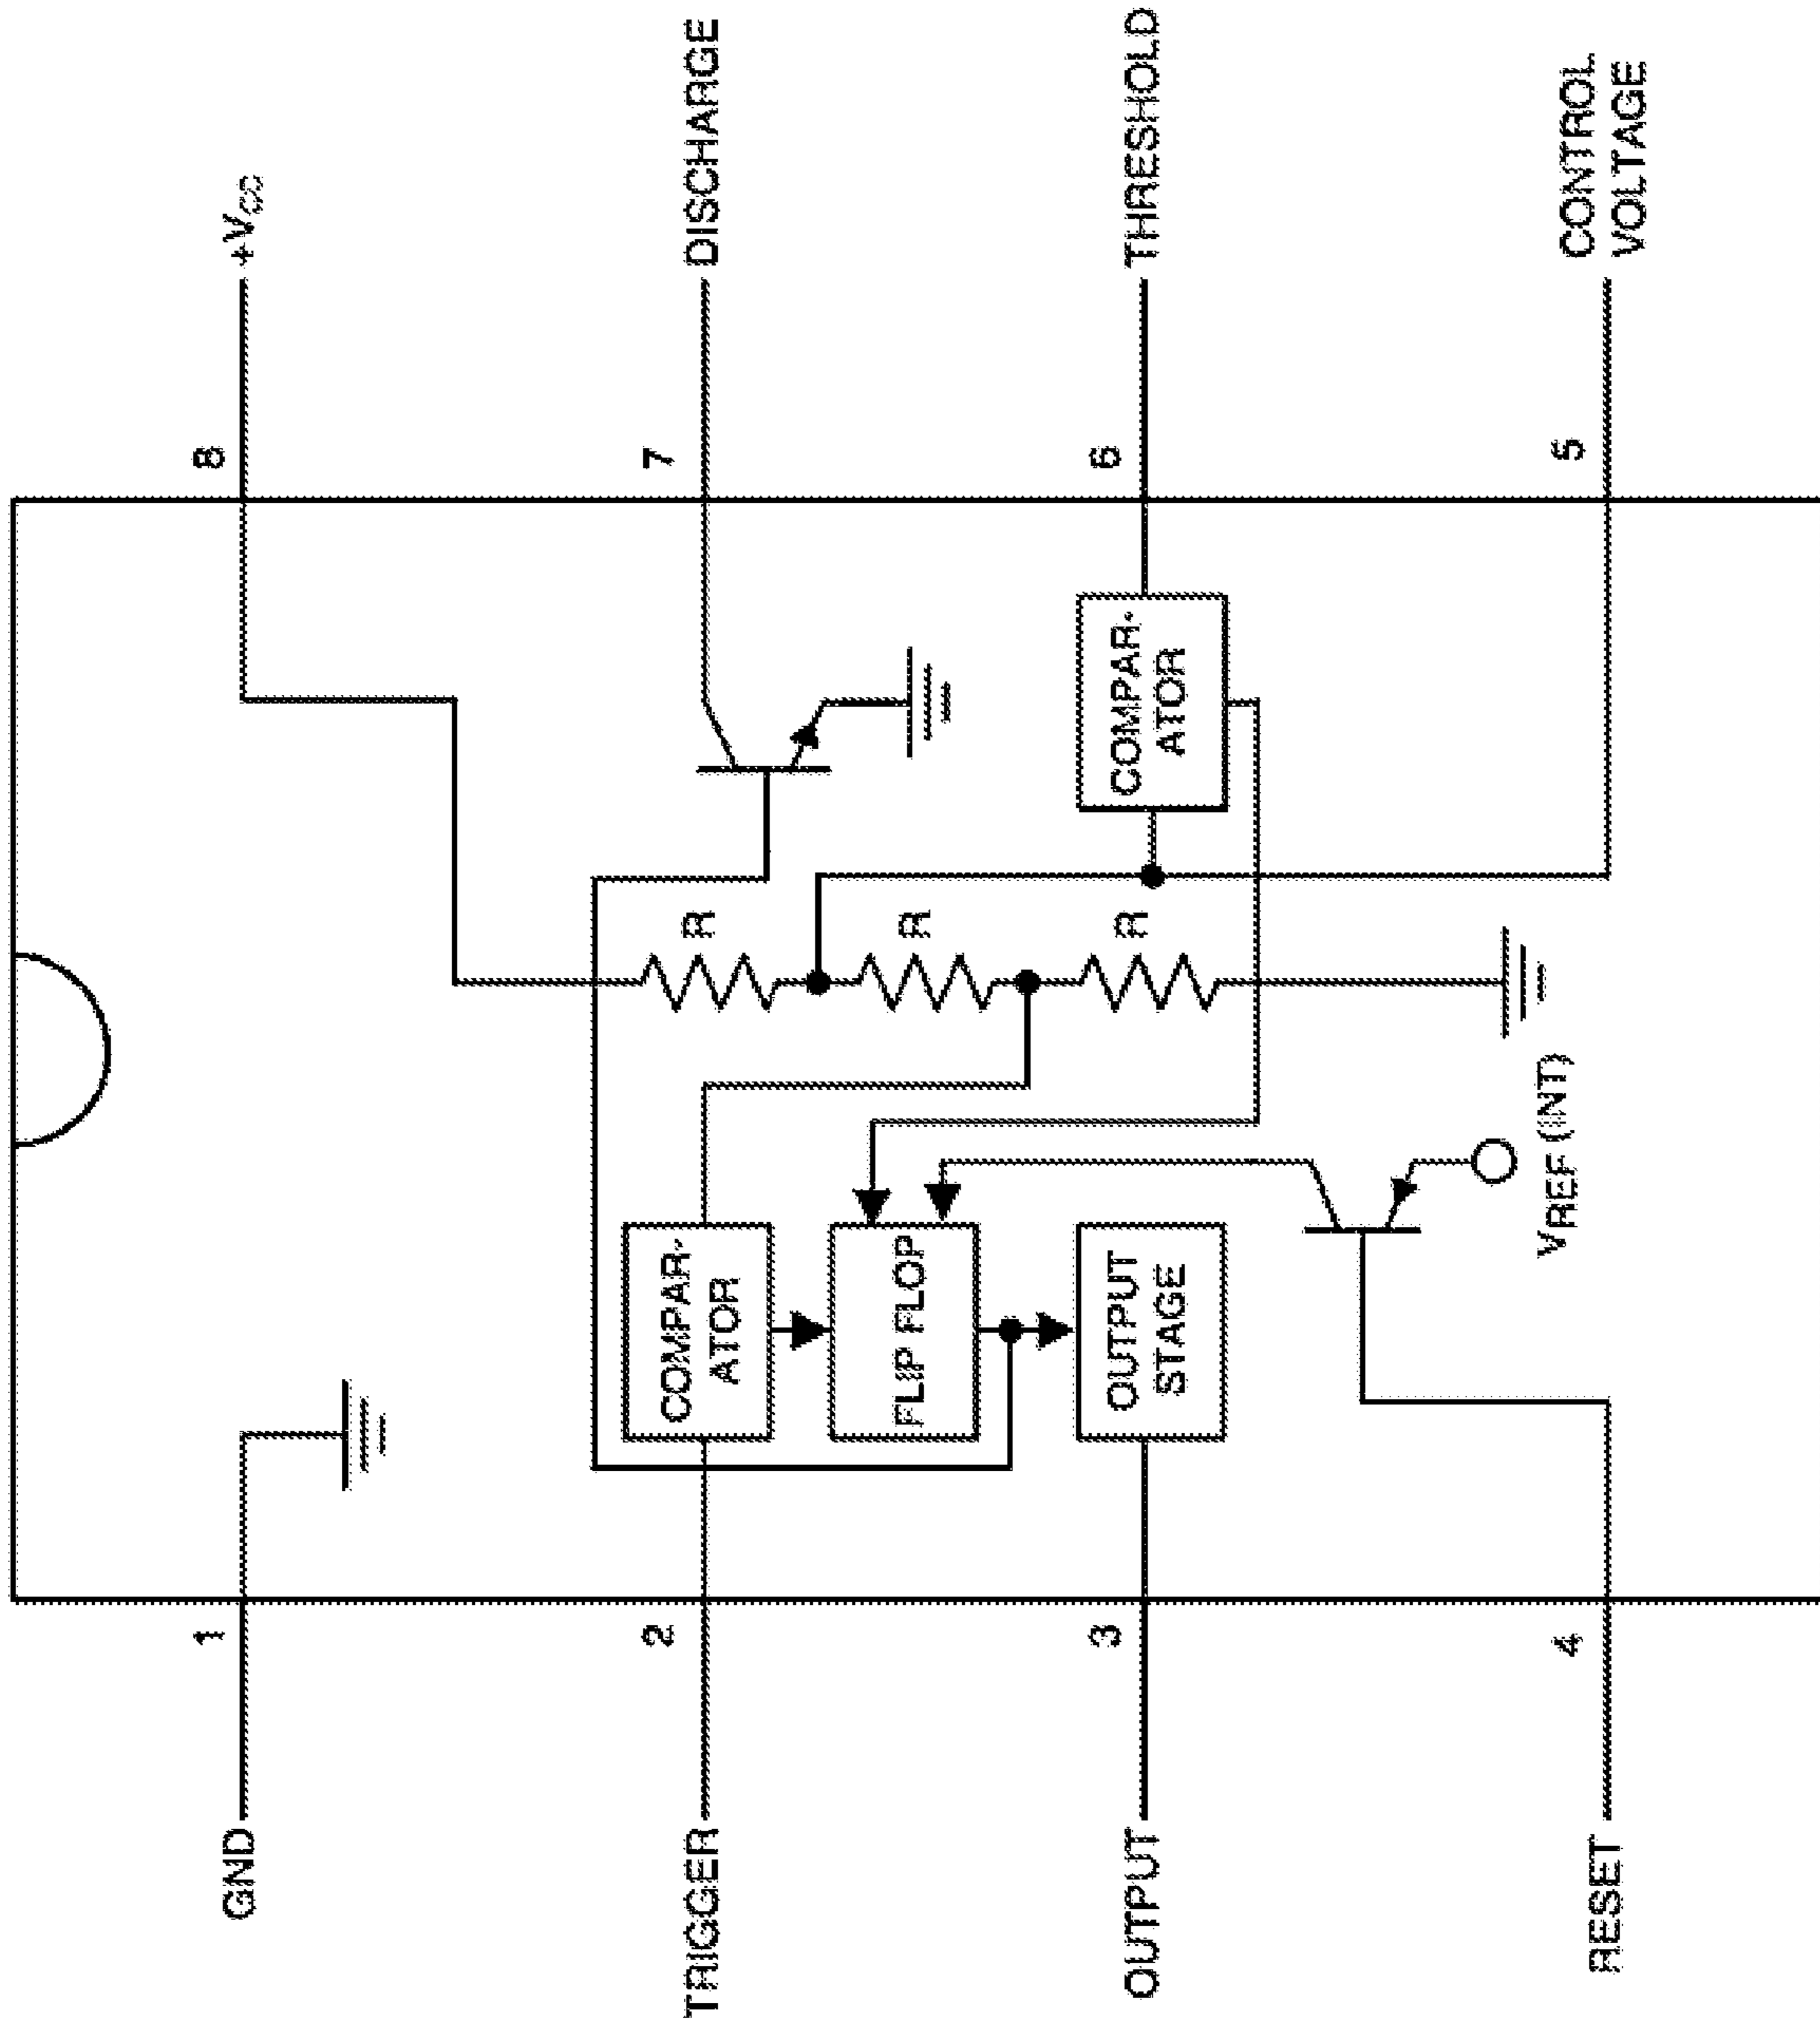 GND
1
8
+VCC
TRIGGER
2
7
DISCHARGE
COMPAR-
ATOR
R
FLIP FLOP
R
OUTPUT
3
OUTPUT
STAGE
R
COMPAR-
ATOR
6
THRESHOLD
VREF (INT)
RESET
4
5
CONTROL
VOLTAGE